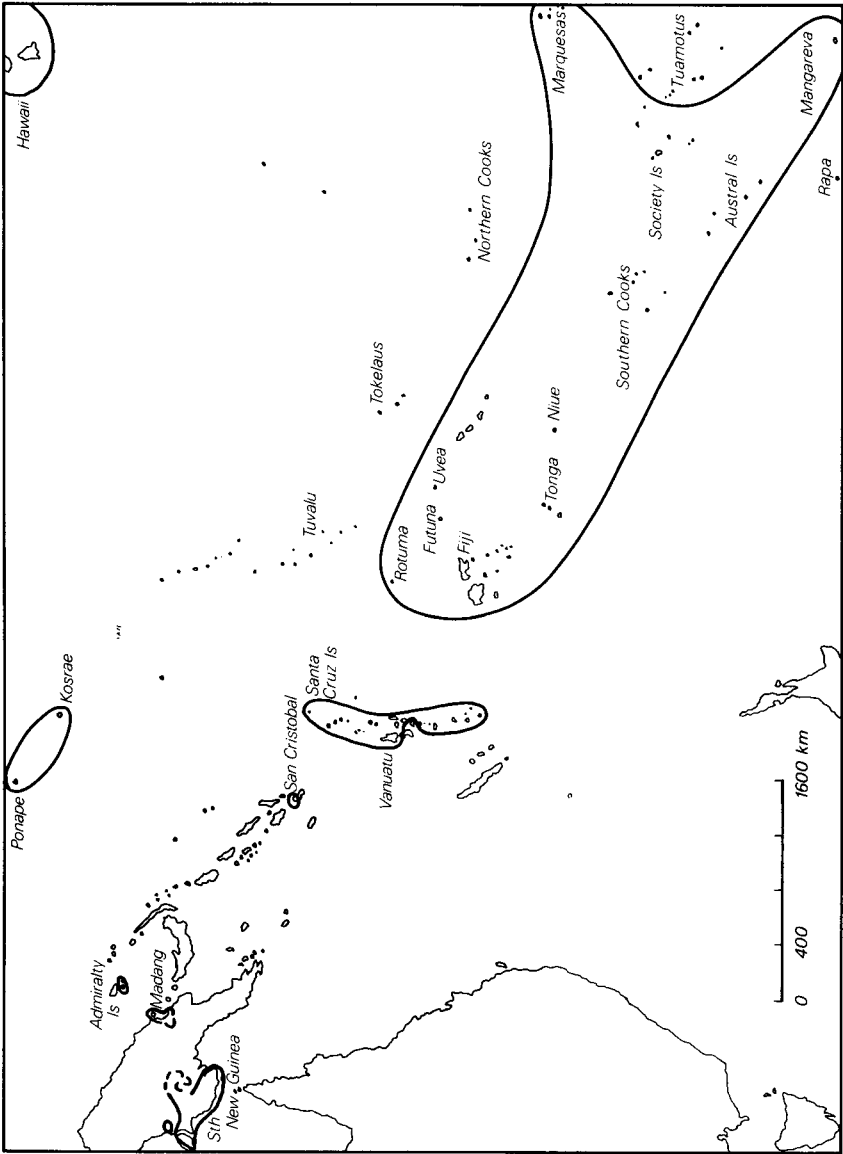 Hawaii
Ponape
Kosrae
Admiralty
Is
Madang
Sth
New Guinea
San Cristobal
Santa
Cruz Is
Vanuatu
Tuvalu
Tokelaus
Northern Cooks
Marquesas
Rotuma
Futuna
Uvea
Fiji
Tonga
Niue
Southern Cooks
Society Is
Tuamotus
Austral Is
Mangareva
Rapa
0 400 1600 km